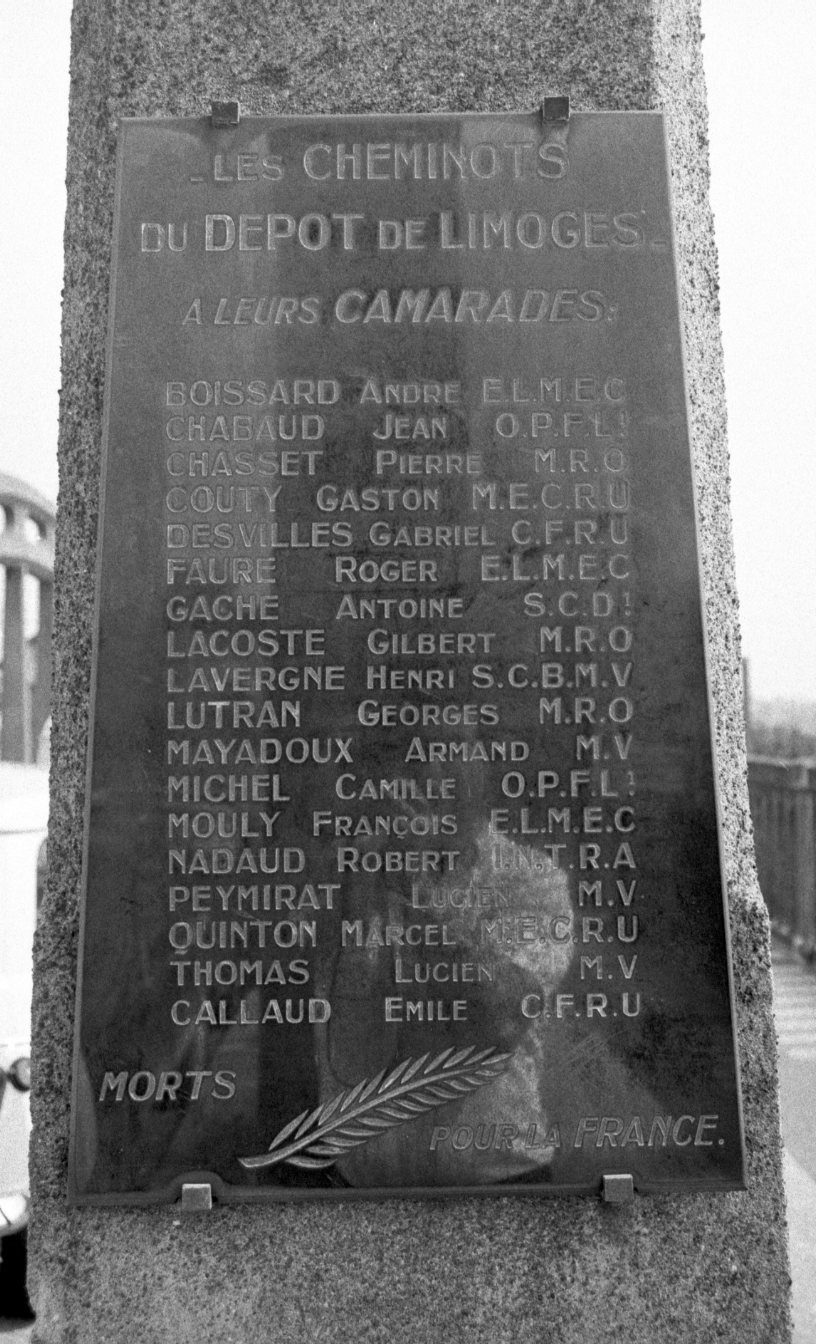 LES CHEMINOTS
DU DEPOT DE LIMOGES
A LEURS CAMARADES:
BOISSARD ANDRE E.L.M.E.C
CHABAUD JEAN O.P.F.L!
CHASSET PIERRE M.R.O
COUTY GASTON M.E.C.R.U
DESVILLES GABRIEL C.F.R.U
FAURE ROGER E.L.M.E.C
GACHE ANTOINE S.C.D!
LACOSTE GILBERT M.R.O
LAVERGNE HENRI S.C.B.M.V
LUTRAN GEORGES M.R.O
MAYADOUX ARMAND M.V
MICHEL CAMILLE O.P.F.L!
MOULY FRANÇOIS E.L.M.E.C
NADAUD ROBERT I.N.T.R.A
PEYMIRAT LUCIEN M.V
QUINTON MARCEL M.E.C.R.U
THOMAS LUCIEN M.V
CALLAUD EMILE C.F.R.U
MORTS
POUR LA FRANCE.